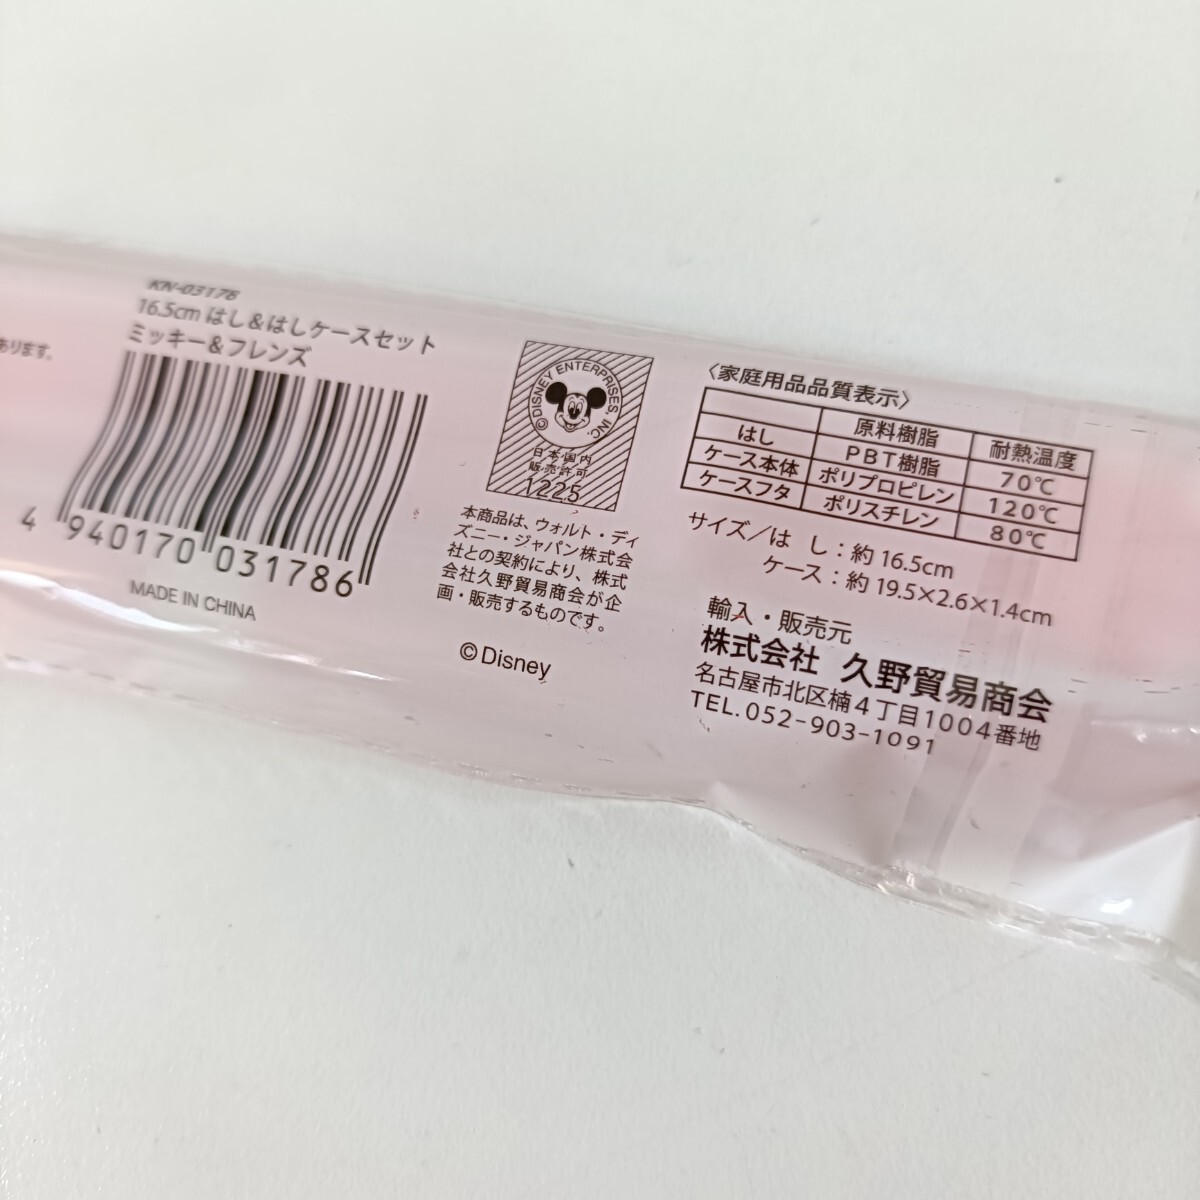 あります。
KN-03178
16.5cm はし&はしケースセット
ミッキー&フレンズ
4 940170 031786
MADE IN CHINA
©DISNEY ENTERPRISES, INC.
日本国内
販売許可
1225
本商品は、ウォルト・ディ
ズニー・ジャパン株式会
社との契約により、株式
会社久野貿易商会が企
画・販売するものです。
©Disney
〈家庭用品品質表示〉
原料樹脂 耐熱温度
はし PBT樹脂 70℃
ケース本体 ポリプロピレン 120℃
ケースフタ ポリスチレン 80℃
サイズ/はし:約16.5cm
ケース:約19.5×2.6×1.4cm
輸入・販売元
株式会社 久野貿易商会
名古屋市北区楠4丁目1004番地
TEL.052-903-1091